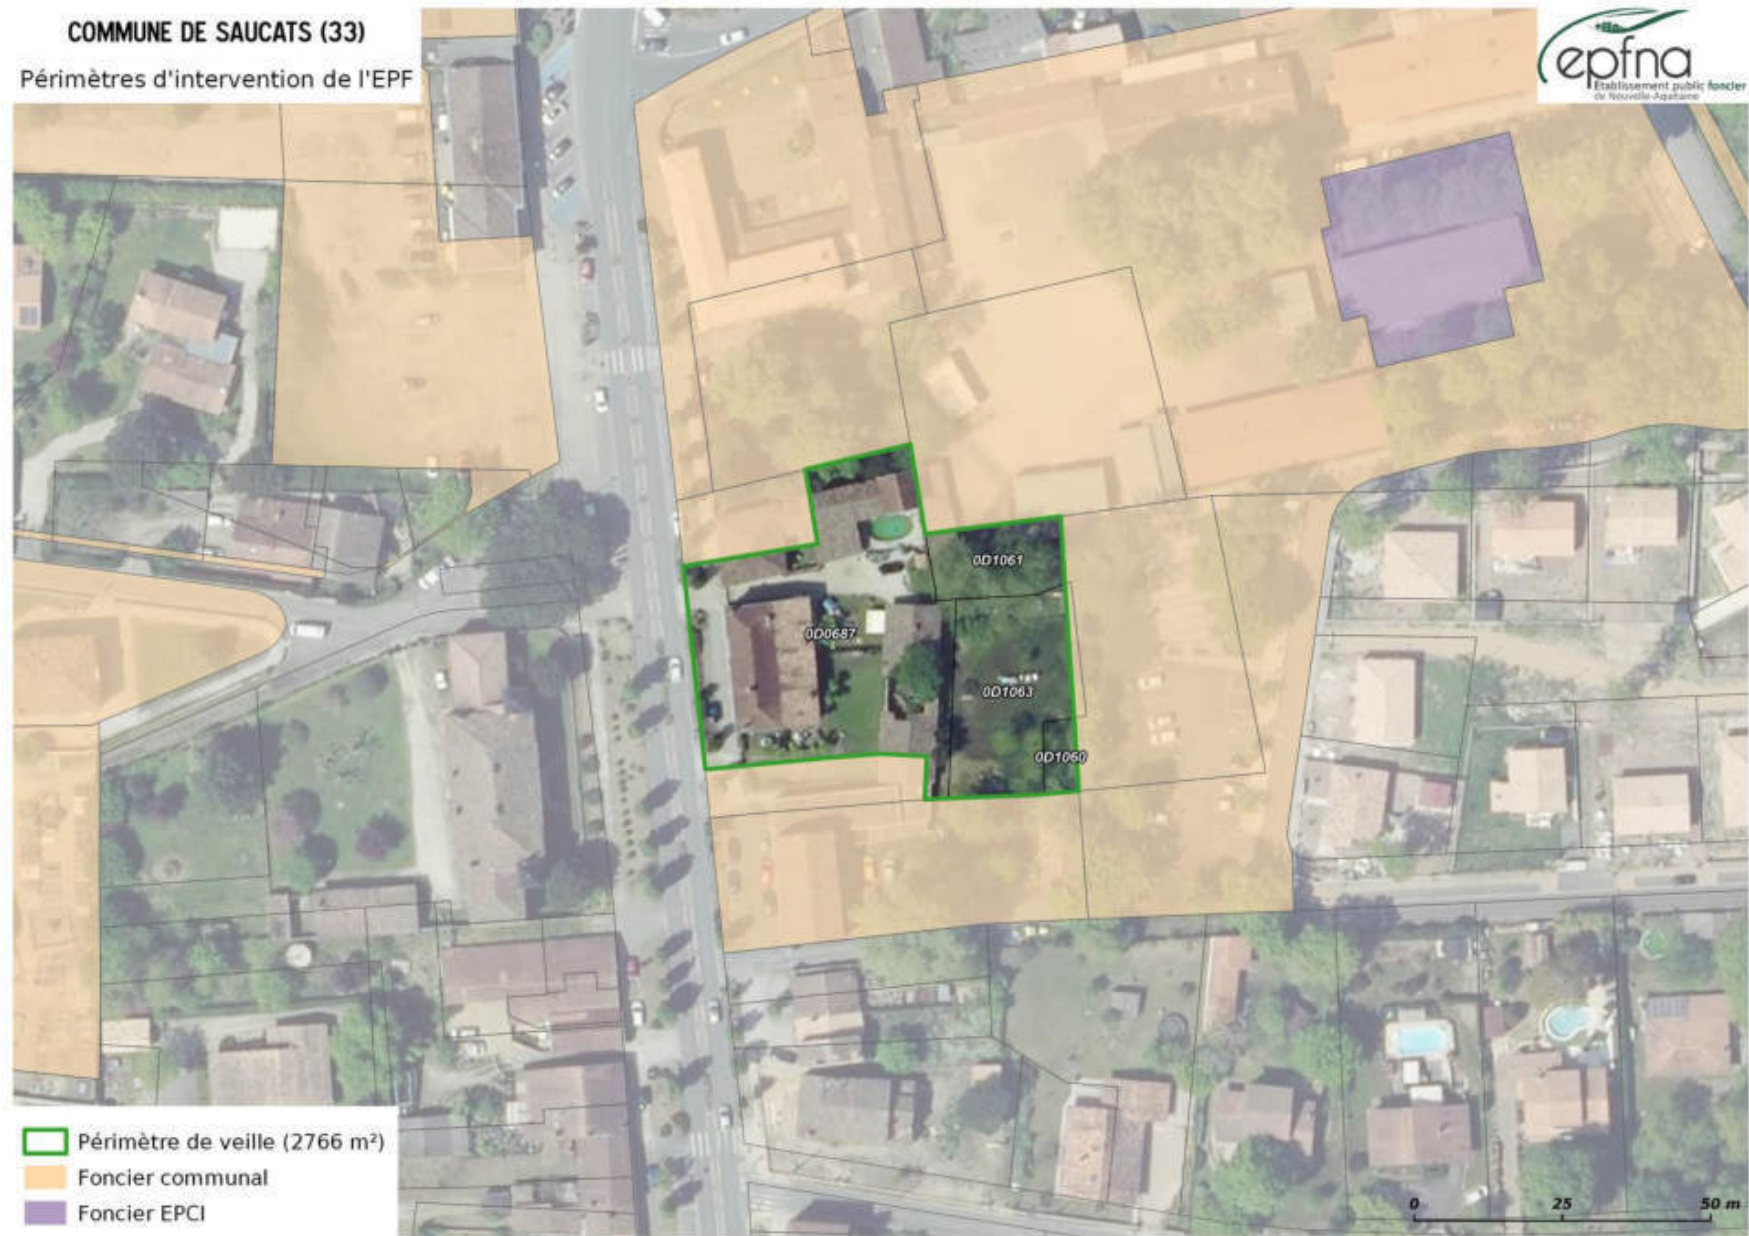 COMMUNE DE SAUCATS (33)
Périmètres d'intervention de l'EPF
epfna
Établissement public foncier
de Nouvelle-Aquitaine
0D1061
0D0687
0D1063
0D1060
Périmètre de veille (2766 m²)
Foncier communal
Foncier EPCI
0 25 50 m